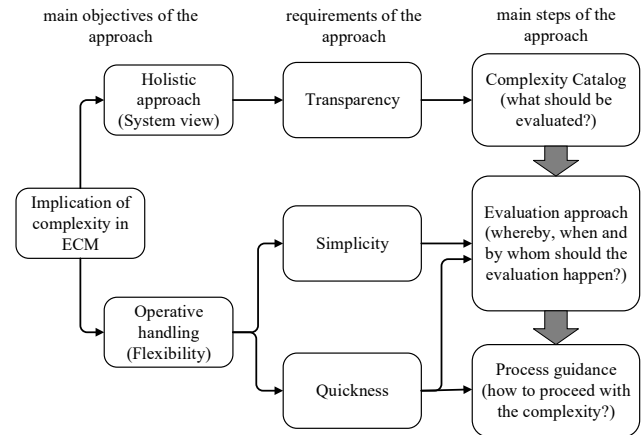 main objectives of the
approach
requirements of the
approach
main steps of the
approach
Holistic
approach
(System view)
Transparency
Complexity Catalog
(what should be
evaluated?)
Implication of
complexity in
ECM
Simplicity
Evaluation approach
(whereby, when and
by whom should the
evaluation happen?)
Operative
handling
(Flexibility)
Quickness
Process guidance
(how to proceed with
the complexity?)